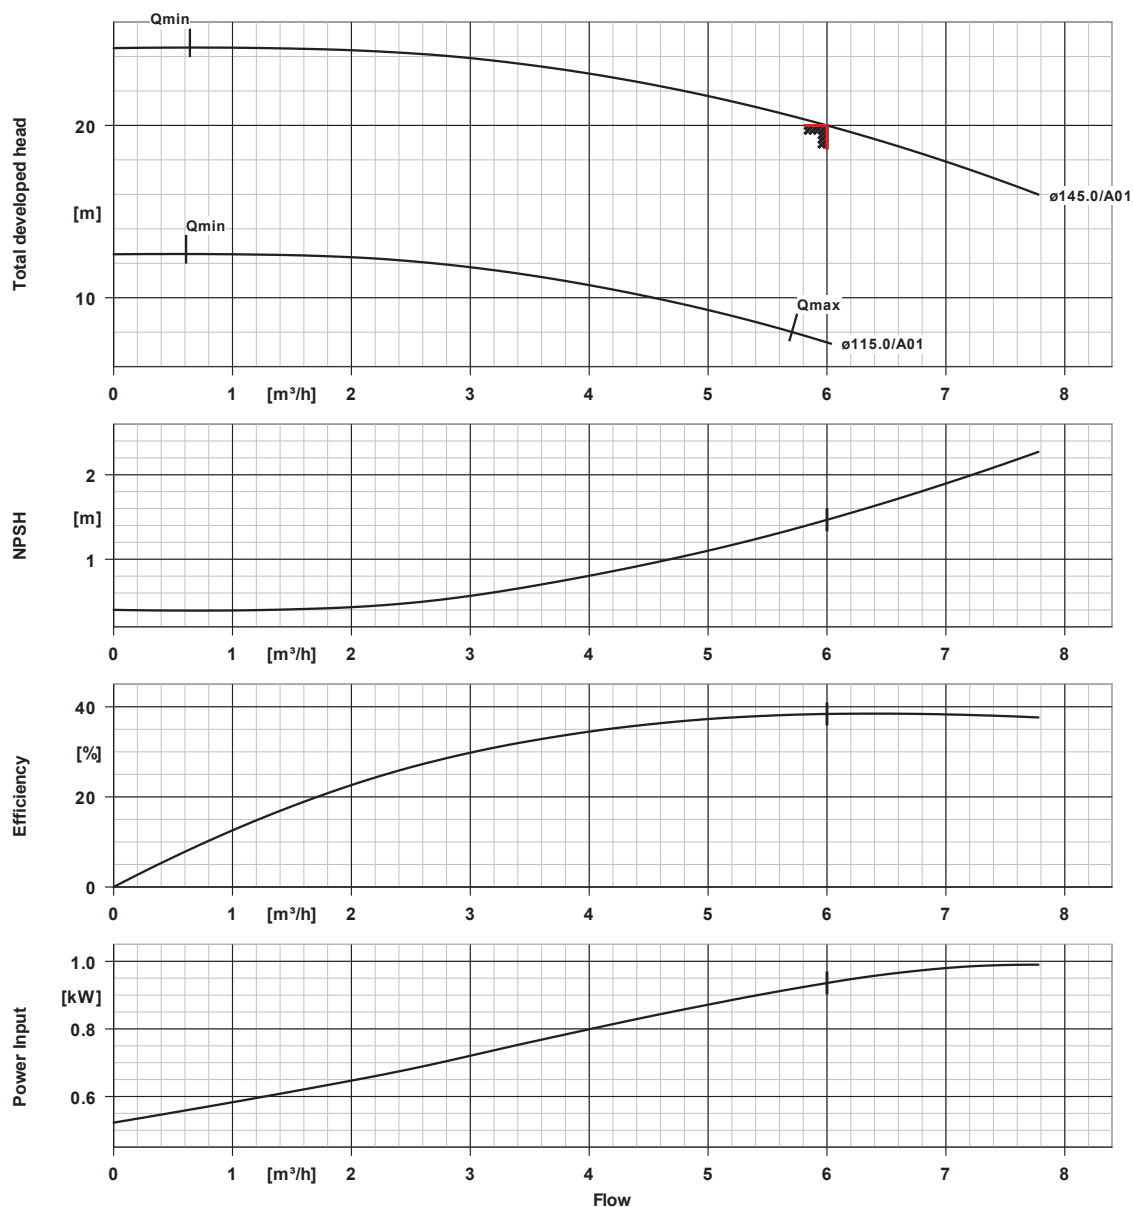 Qmin
20
Total developed head
[m]
ø145.0/A01
Qmin
10
Qmax
ø115.0/A01
0 1 [m³/h] 2 3 4 5 6 7 8
2
NPSH
[m]
1
0 1 [m³/h] 2 3 4 5 6 7 8
40
Efficiency
[%]
20
0
0 1 [m³/h] 2 3 4 5 6 7 8
1.0
Power Input
[kW]
0.8
0.6
0 1 [m³/h] 2 3 4 5 6 7 8
Flow